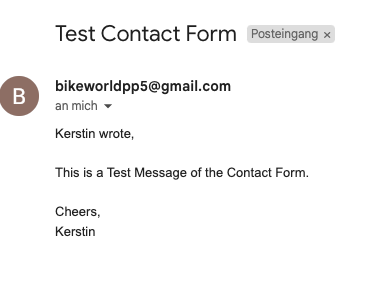 Test Contact Form Posteingang ×
B
bikeworldpp5@gmail.com
an mich
Kerstin wrote,
This is a Test Message of the Contact Form.
Cheers,
Kerstin